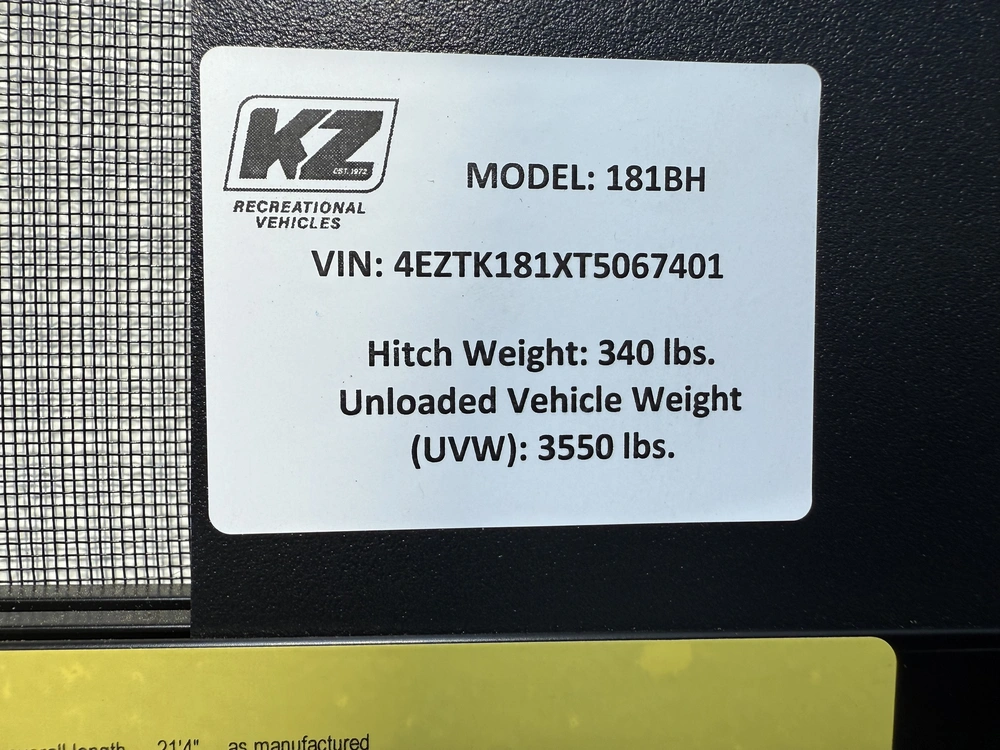 KZ
EST. 1972
RECREATIONAL
VEHICLES
MODEL: 181BH
VIN: 4EZTK181XT5067401
Hitch Weight: 340 lbs.
Unloaded Vehicle Weight
(UVW): 3550 lbs.
length 21'4" as manufactured